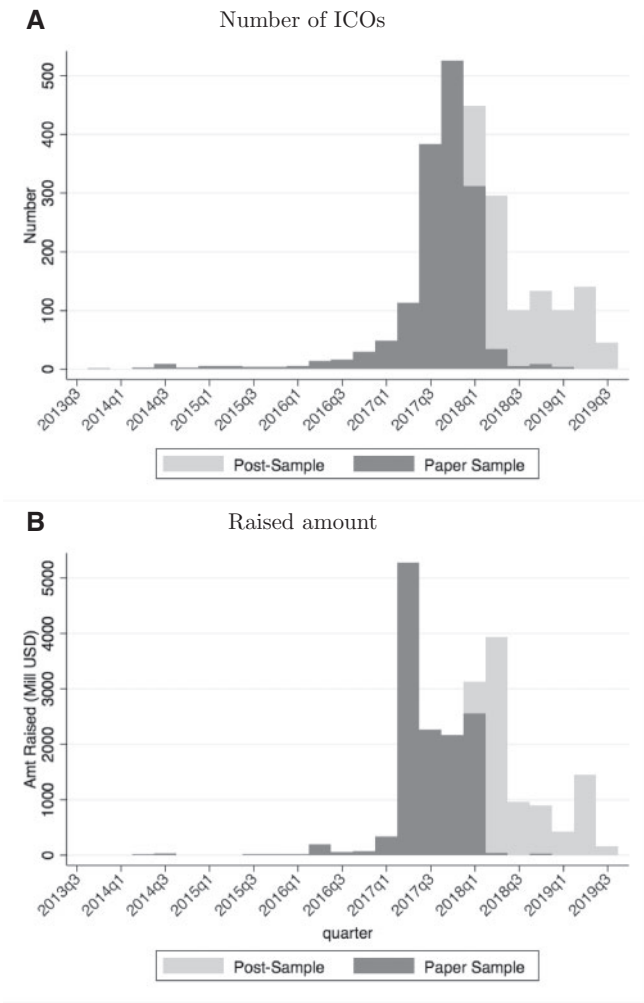 A Number of ICOs
500
400
300
200
100
0
Number
2013q3 2014q1 2014q3 2015q1 2015q3 2016q1 2016q3 2017q1 2017q3 2018q1 2018q3 2019q1 2019q3
Post-Sample Paper Sample
B Raised amount
5000
4000
3000
2000
1000
0
Amt Raised (Mill USD)
2013q3 2014q1 2014q3 2015q1 2015q3 2016q1 2016q3 2017q1 2017q3 2018q1 2018q3 2019q1 2019q3
quarter
Post-Sample Paper Sample